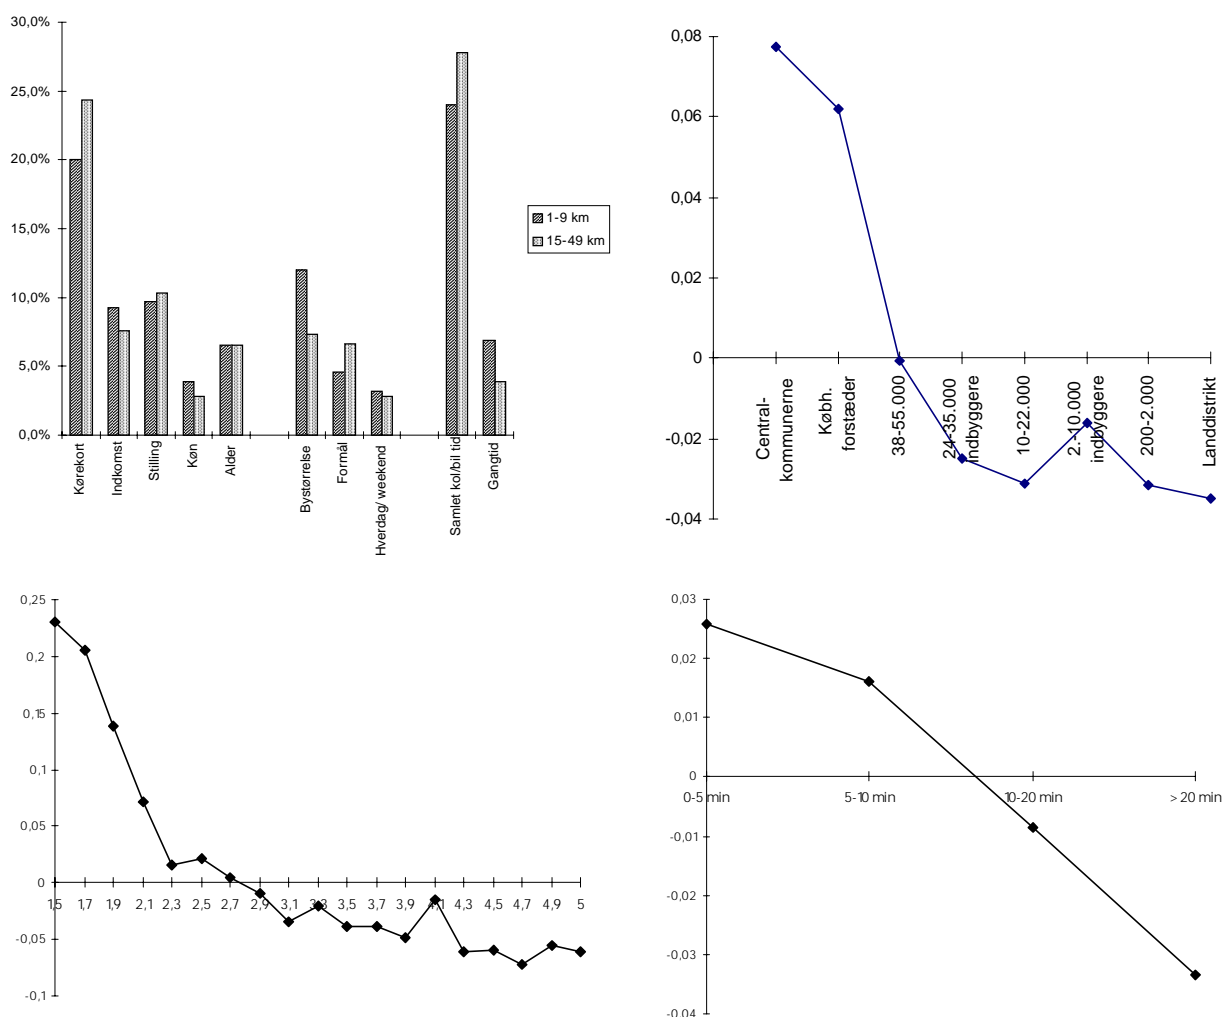 30,0%
25,0%
20,0%
15,0%
10,0%
5,0%
0,0%
Kørekort
Indkomst
Stilling
Køn
Alder
Bystørrelse
Formål
Hverdag/ weekend
Samlet kol/bil tid
Gangtid
1-9 km
15-49 km
0,08
0,06
0,04
0,02
0
-0,02
-0,04
Central-
kommunerne
Købh.
forstæder
38-55.000
24-35.000
indbyggere
10-22.000
2.-10.000
indbyggere
200-2.000
Landdistrikt
0,25
0,2
0,15
0,1
0,05
0
-0,05
-0,1
1,5 1,7 1,9 2,1 2,3 2,5 2,7 2,9 3,1 3,3 3,5 3,7 3,9 4,1 4,3 4,5 4,7 4,9 5
0,03
0,02
0,01
0
-0,01
-0,02
-0,03
-0,04
0-5 min 5-10 min 10-20 min > 20 min